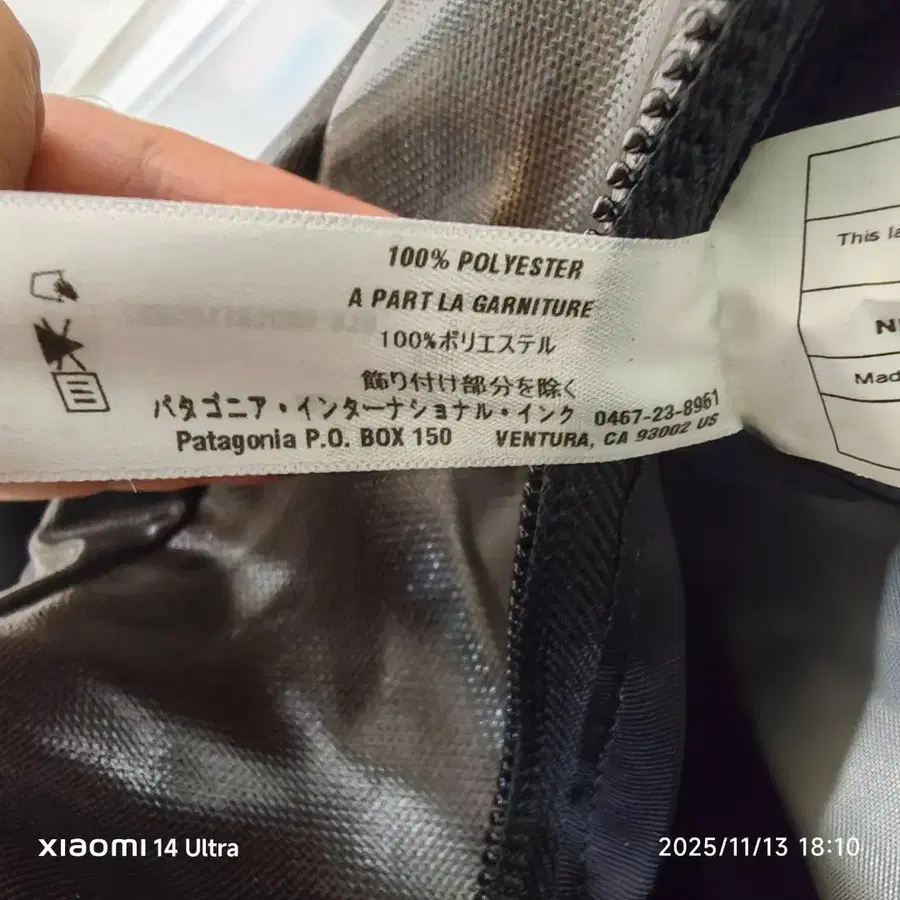 100% POLYESTER
A PART LA GARNITURE
100%ポリエステル
飾り付け部分を除く
パタゴニア・インターナショナル・インク 0467-23-8961
Patagonia P.O. BOX 150 VENTURA, CA 93002 US
This
Mad
XIAOMI 14 Ultra
2025/11/13 18:10